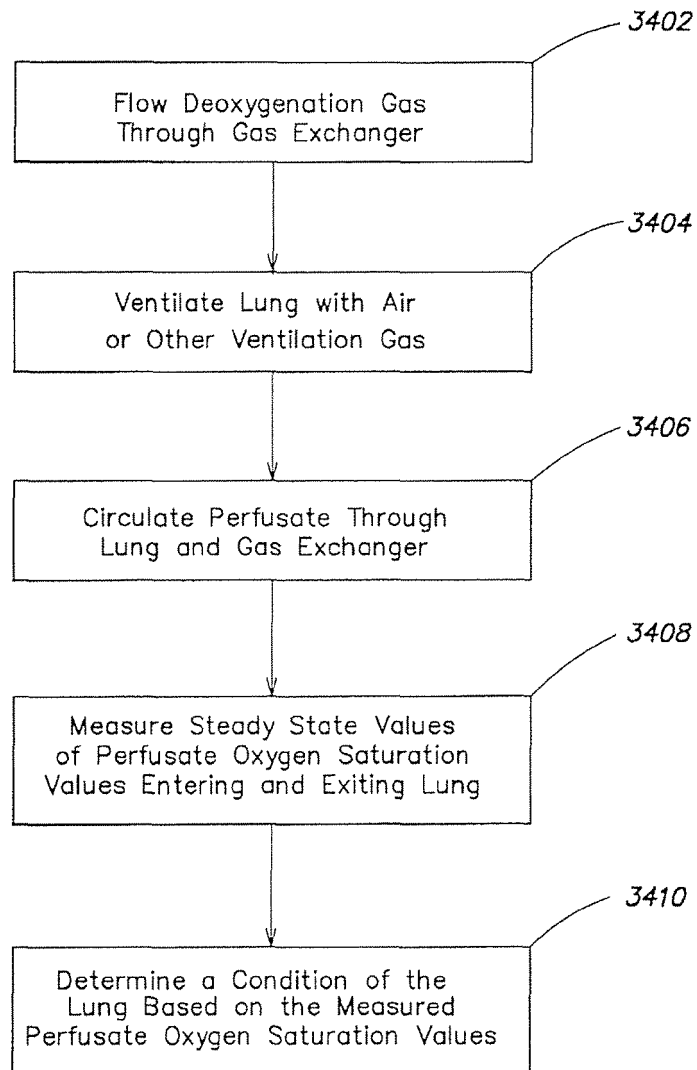 3402
Flow Deoxygenation Gas
Through Gas Exchanger
3404
Ventilate Lung with Air
or Other Ventilation Gas
3406
Circulate Perfusate Through
Lung and Gas Exchanger
3408
Measure Steady State Values
of Perfusate Oxygen Saturation
Values Entering and Exiting Lung
3410
Determine a Condition of the
Lung Based on the Measured
Perfusate Oxygen Saturation Values